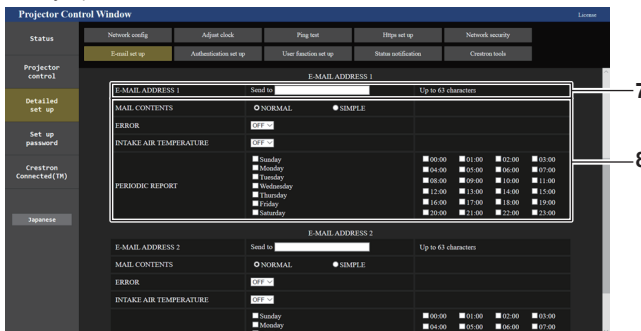 Projector Control Window
License
Status
Network config Adjust clock Ping test Https set up Network security
E-mail set up Authentication set up User function set up Status notification Crestron tools
Projector control
Detailed set up
Set up password
Crestron Connected(TM)
Japanese
E-MAIL ADDRESS 1
E-MAIL ADDRESS 1 Send to Up to 63 characters
7
MAIL CONTENTS NORMAL SIMPLE
ERROR OFF
INTAKE AIR TEMPERATURE OFF
8
PERIODIC REPORT
Sunday 00:00 01:00 02:00 03:00
Monday 04:00 05:00 06:00 07:00
Tuesday 08:00 09:00 10:00 11:00
Wednesday 12:00 13:00 14:00 15:00
Thursday 16:00 17:00 18:00 19:00
Friday 20:00 21:00 22:00 23:00
Saturday
E-MAIL ADDRESS 2
E-MAIL ADDRESS 2 Send to Up to 63 characters
MAIL CONTENTS NORMAL SIMPLE
ERROR OFF
INTAKE AIR TEMPERATURE OFF
Sunday 00:00 01:00 02:00 03:00
Monday 04:00 05:00 06:00 07:00